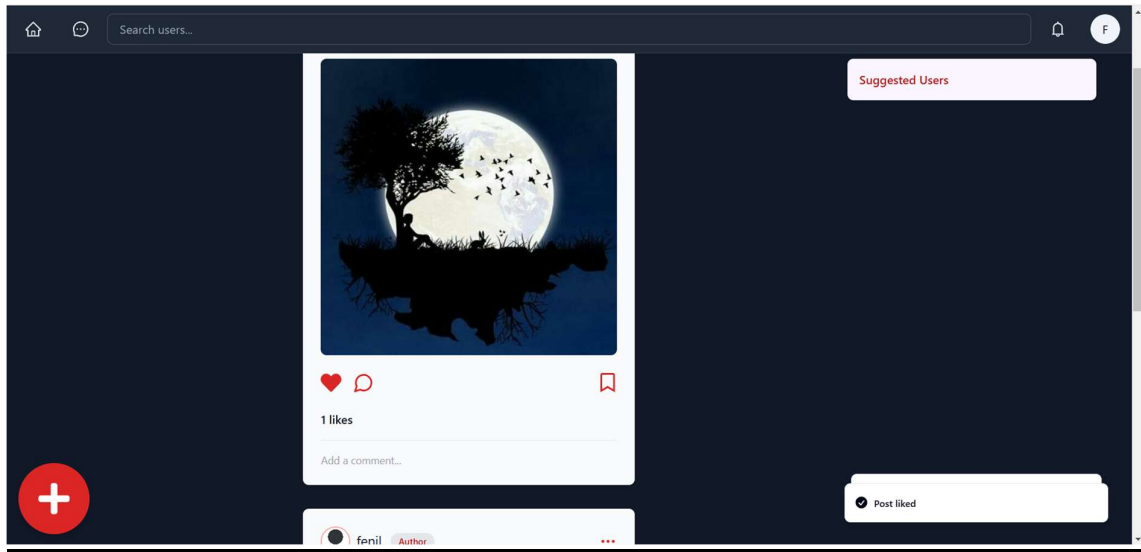 Search users...
F
Suggested Users
1 likes
Add a comment...
Post liked
fenil Author